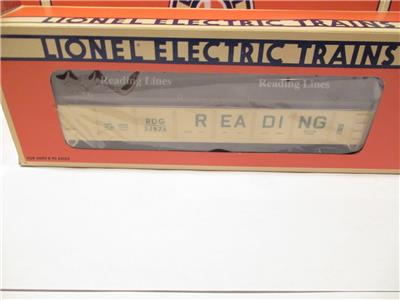 LIONEL ELECTRIC TRAINS
Reading Lines Reading Lines
RDG READING